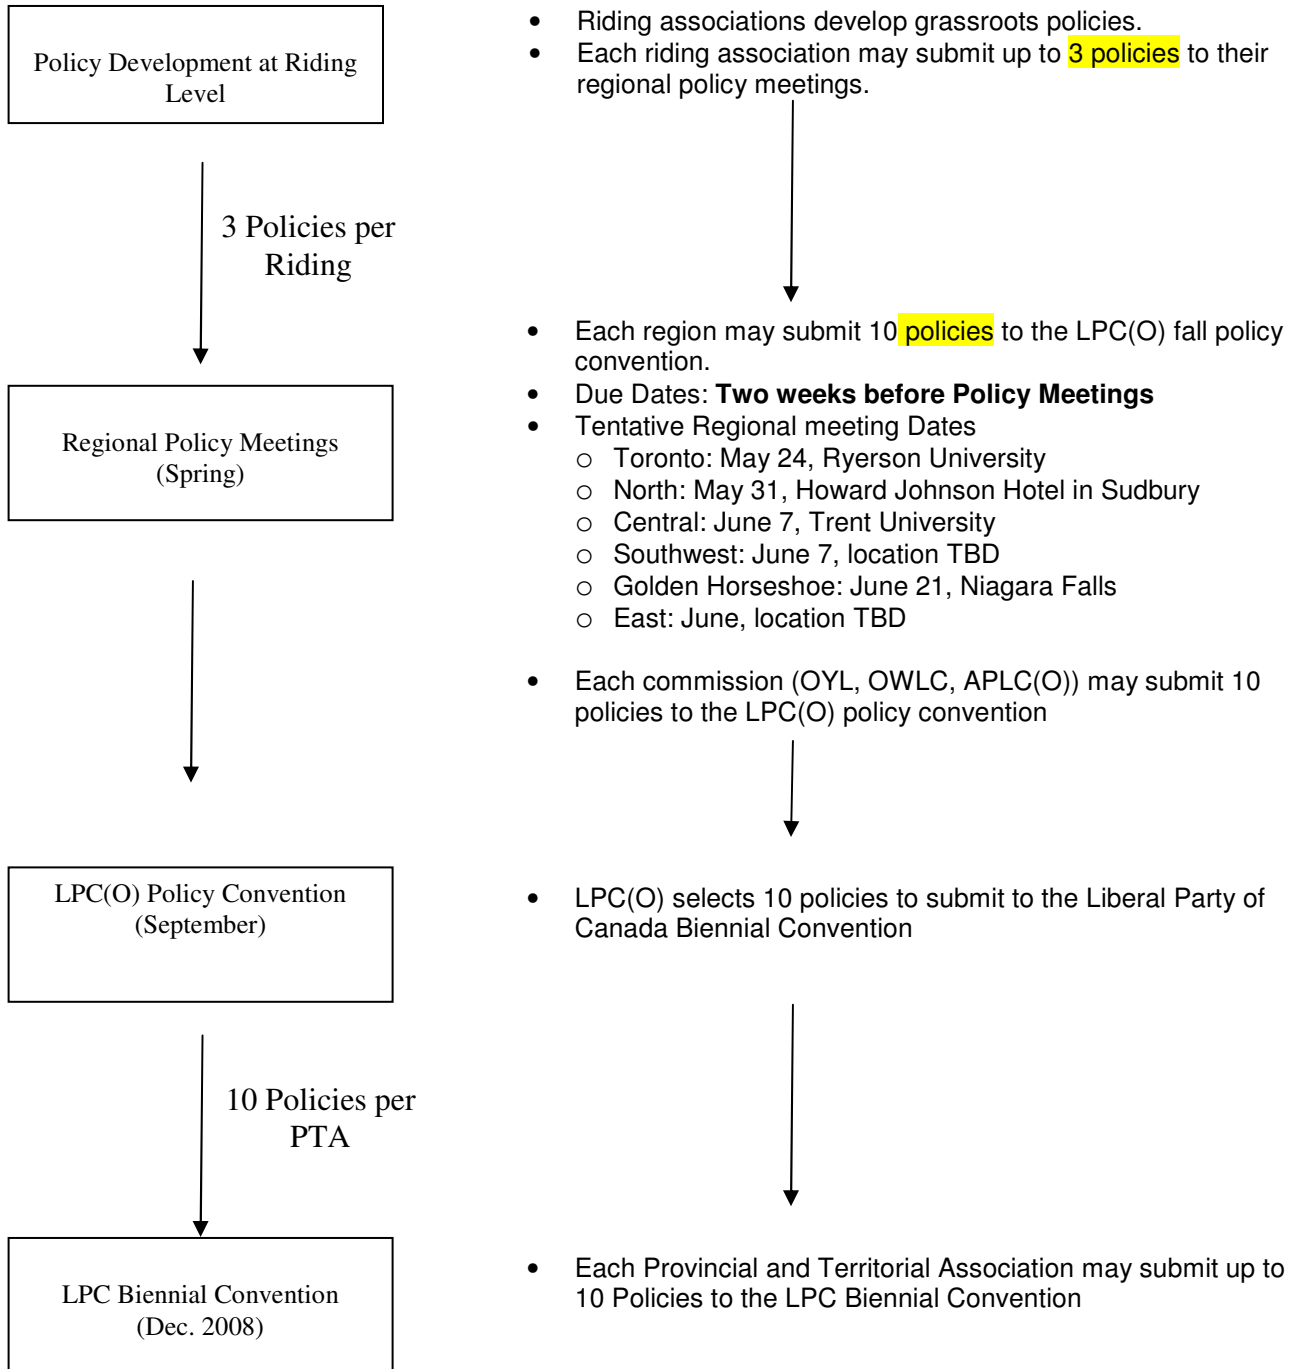 Policy Development at Riding
Level
• Riding associations develop grassroots policies.
• Each riding association may submit up to 3 policies to their
regional policy meetings.
3 Policies per
Riding
• Each region may submit 10 policies to the LPC(O) fall policy
convention.
• Due Dates: Two weeks before Policy Meetings
• Tentative Regional meeting Dates
○ Toronto: May 24, Ryerson University
○ North: May 31, Howard Johnson Hotel in Sudbury
○ Central: June 7, Trent University
○ Southwest: June 7, location TBD
○ Golden Horseshoe: June 21, Niagara Falls
○ East: June, location TBD
Regional Policy Meetings
(Spring)
• Each commission (OYL, OWLC, APLC(O)) may submit 10
policies to the LPC(O) policy convention
LPC(O) Policy Convention
(September)
• LPC(O) selects 10 policies to submit to the Liberal Party of
Canada Biennial Convention
10 Policies per
PTA
LPC Biennial Convention
(Dec. 2008)
• Each Provincial and Territorial Association may submit up to
10 Policies to the LPC Biennial Convention